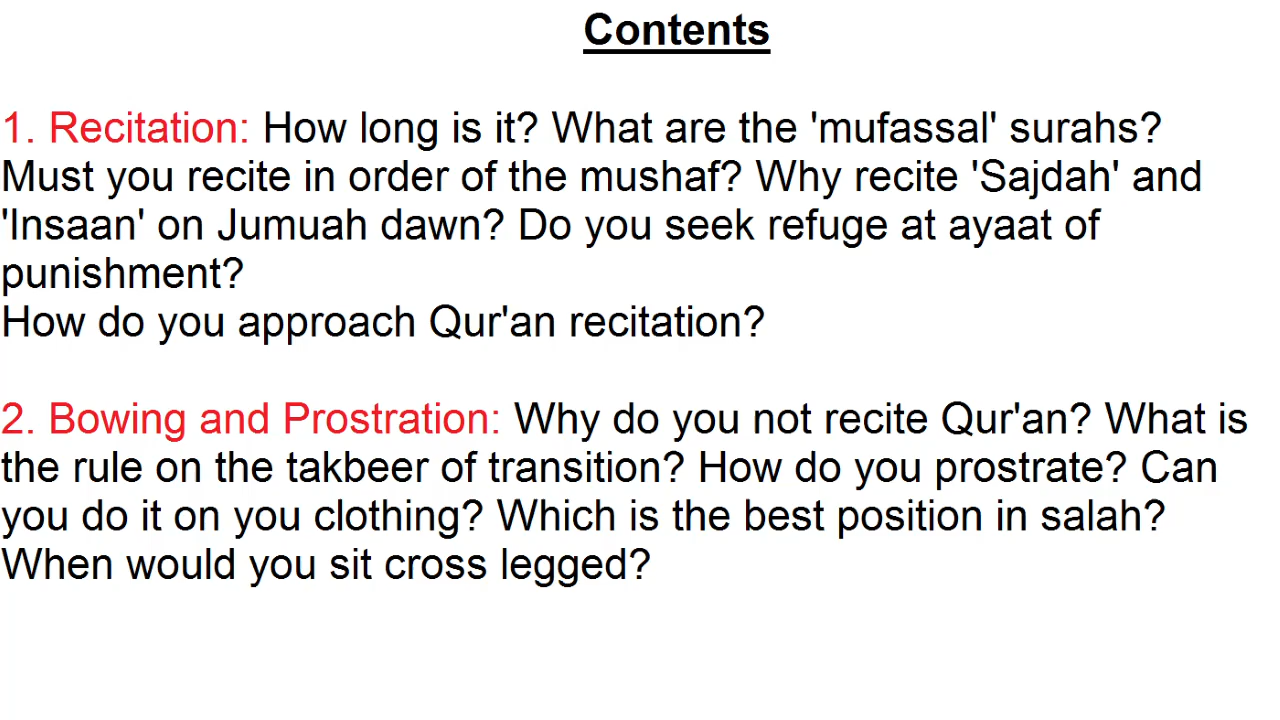 Contents
1. Recitation: How long is it? What are the 'mufassal' surahs?
Must you recite in order of the mushaf? Why recite 'Sajdah' and
'Insaan' on Jumuah dawn? Do you seek refuge at ayaat of
punishment?
How do you approach Qur'an recitation?
2. Bowing and Prostration: Why do you not recite Qur'an? What is
the rule on the takbeer of transition? How do you prostrate? Can
you do it on you clothing? Which is the best position in salah?
When would you sit cross legged?